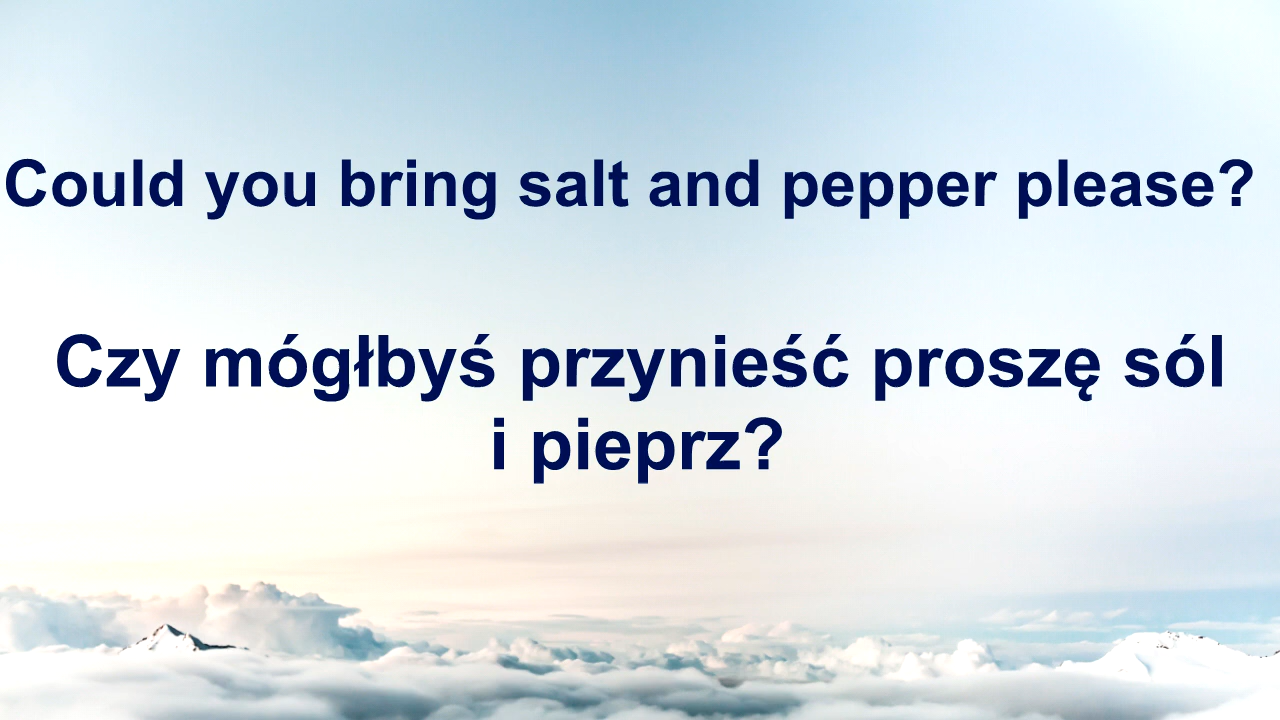 Could you bring salt and pepper please?
Czy mógłbyś przynieść proszę sól
i pieprz?